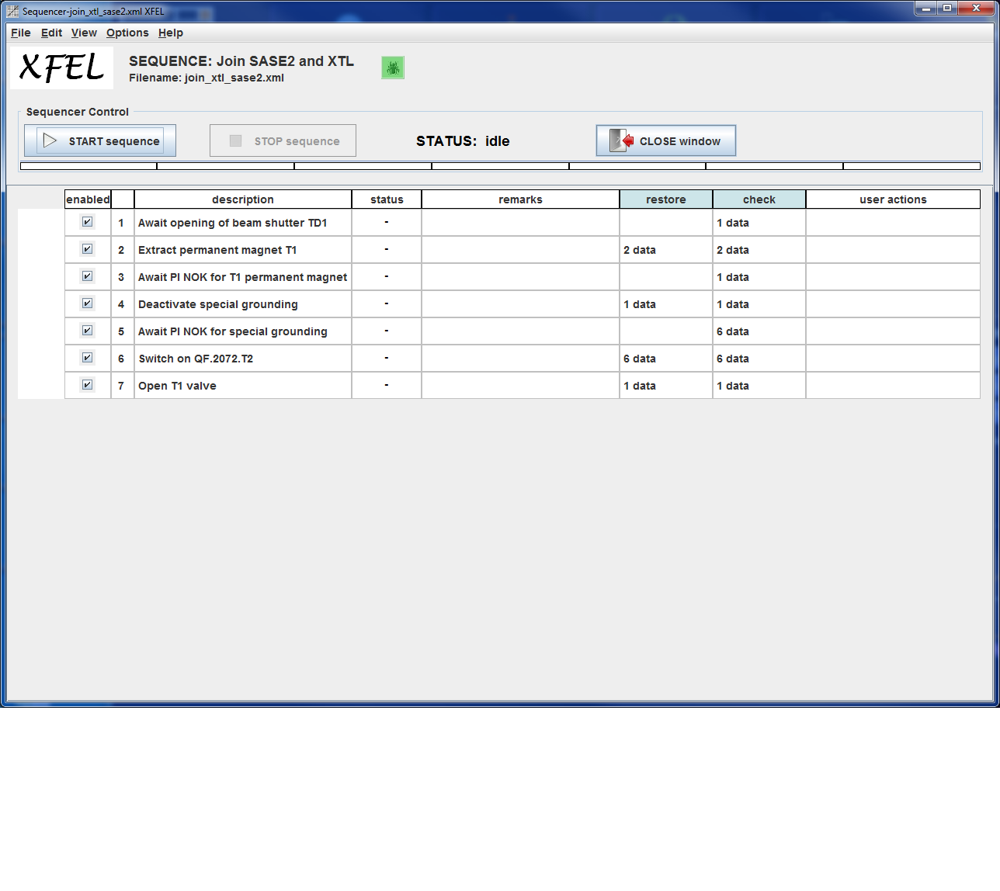 Sequencer-join_xtl_sase2.xml XFEL
File Edit View Options Help
XFEL
SEQUENCE: Join SASE2 and XTL
Filename: join_xtl_sase2.xml
Sequencer Control
START sequence STOP sequence STATUS: idle CLOSE window
enabled description status remarks restore check user actions
1 Await opening of beam shutter TD1 - 1 data
2 Extract permanent magnet T1 - 2 data 2 data
3 Await PI NOK for T1 permanent magnet - 1 data
4 Deactivate special grounding - 1 data 1 data
5 Await PI NOK for special grounding - 6 data
6 Switch on QF.2072.T2 - 6 data 6 data
7 Open T1 valve - 1 data 1 data